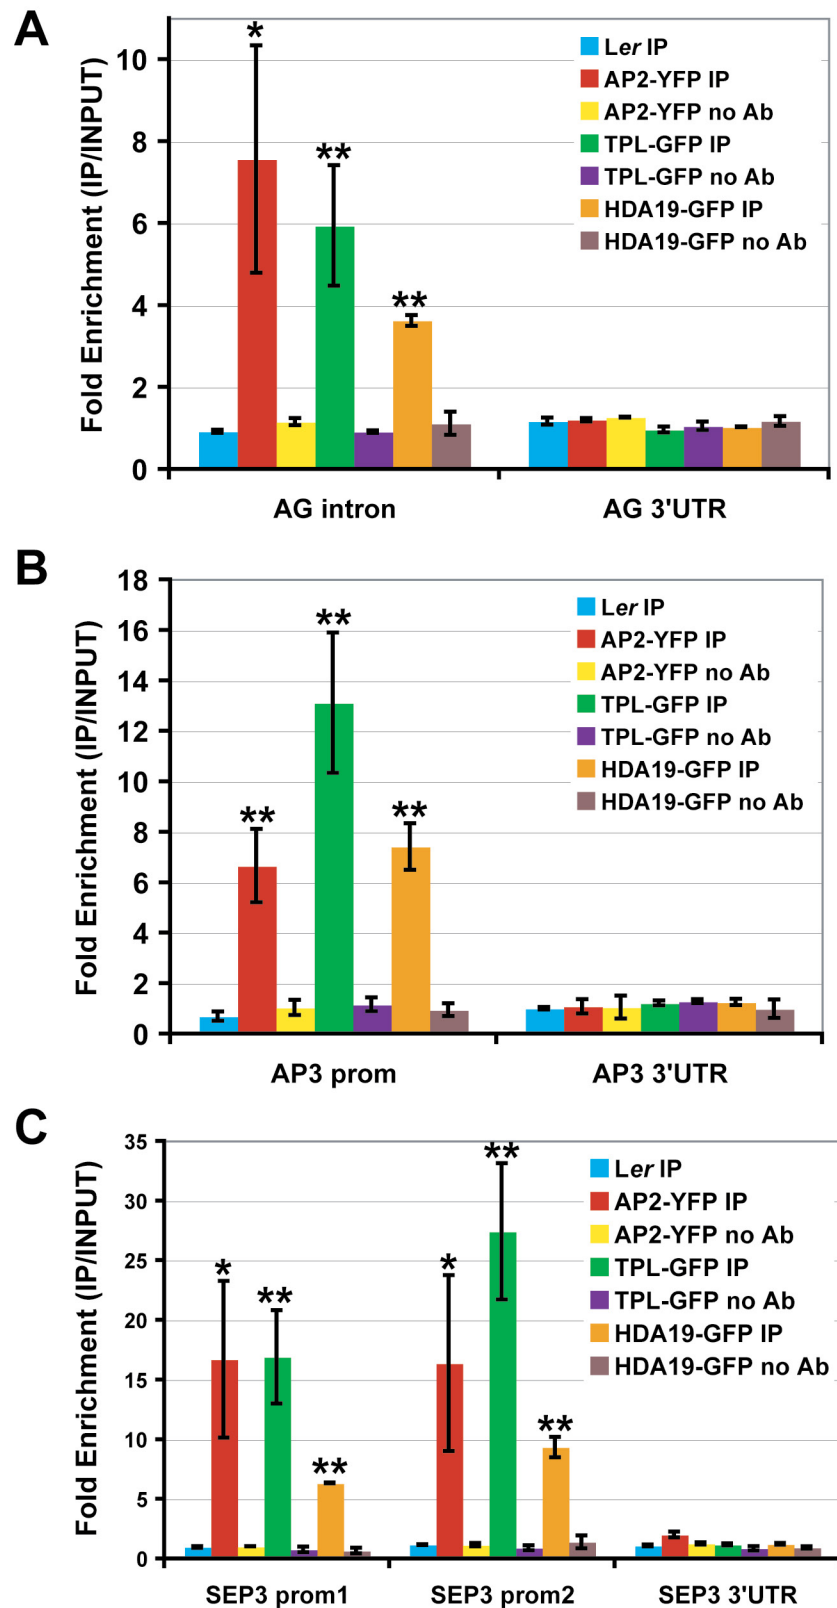 A
Fold Enrichment (IP/INPUT)
10
8
6
4
2
0
*
**
**
Ler IP
AP2-YFP IP
AP2-YFP no Ab
TPL-GFP IP
TPL-GFP no Ab
HDA19-GFP IP
HDA19-GFP no Ab
AG intron
AG 3'UTR
B
Fold Enrichment (IP/INPUT)
18
16
14
12
10
8
6
4
2
0
**
**
**
Ler IP
AP2-YFP IP
AP2-YFP no Ab
TPL-GFP IP
TPL-GFP no Ab
HDA19-GFP IP
HDA19-GFP no Ab
AP3 prom
AP3 3'UTR
C
Fold Enrichment (IP/INPUT)
35
30
25
20
15
10
5
0
*
**
**
*
**
**
Ler IP
AP2-YFP IP
AP2-YFP no Ab
TPL-GFP IP
TPL-GFP no Ab
HDA19-GFP IP
HDA19-GFP no Ab
SEP3 prom1
SEP3 prom2
SEP3 3'UTR